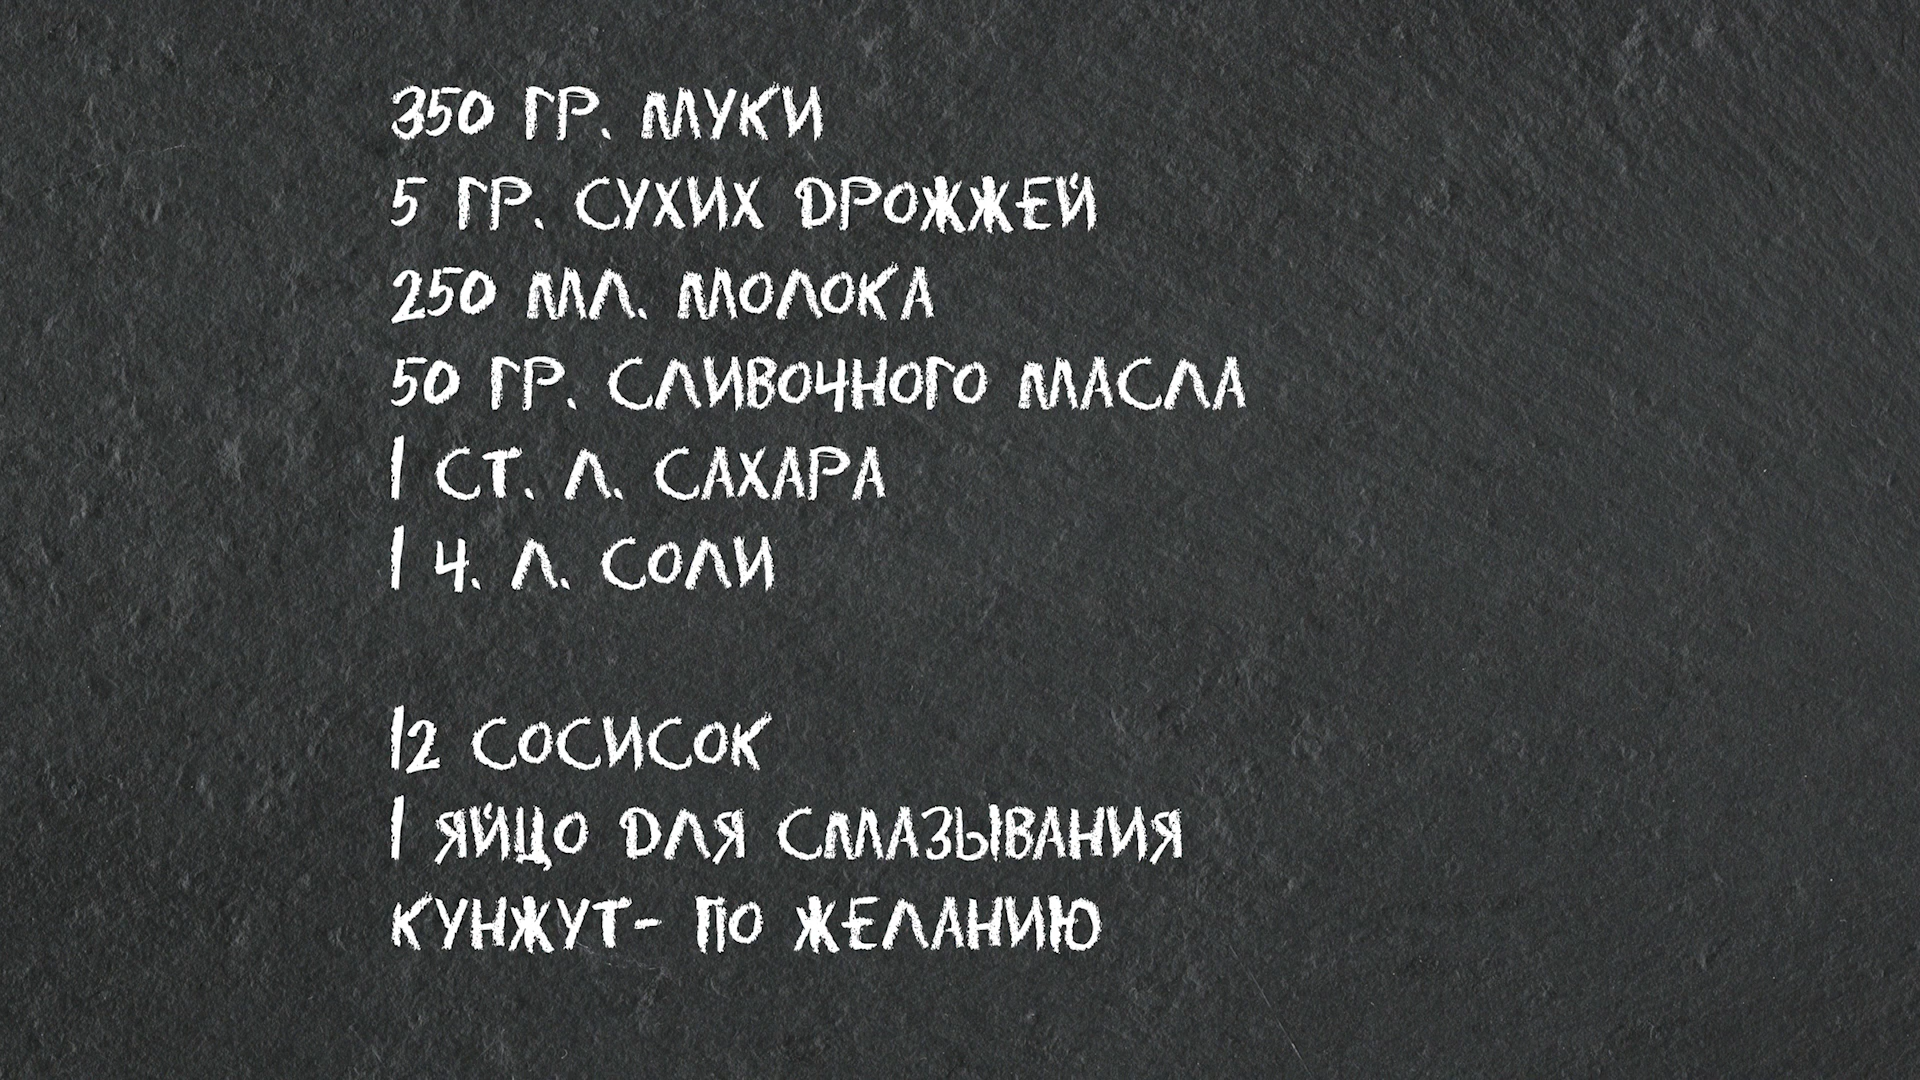 350 ГР. МУКИ
5 ГР. СУХИХ ДРОЖЖЕЙ
250 МЛ. МОЛОКА
50 ГР. СЛИВОЧНОГО МАСЛА
1 СТ. Л. САХАРА
1 Ч. Л. СОЛИ
12 СОСИСОК
1 ЯЙЦО ДЛЯ СМАЗЫВАНИЯ
КУНЖУТ- ПО ЖЕЛАНИЮ